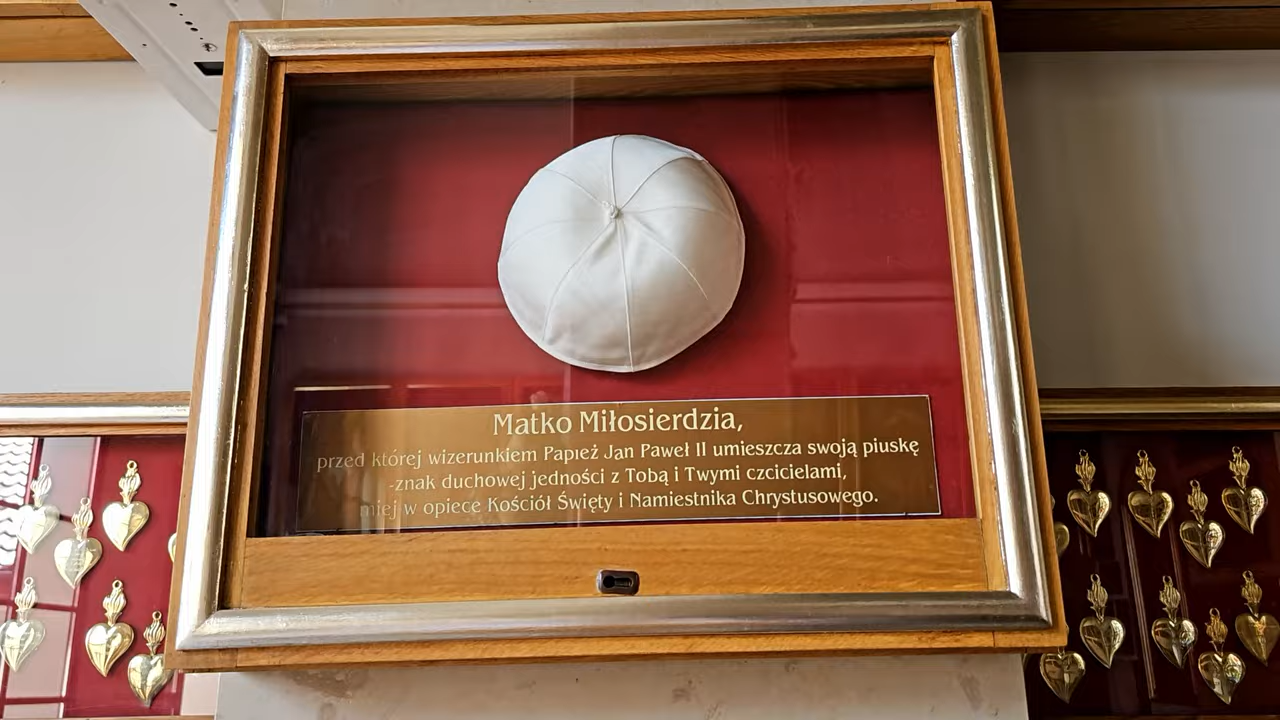 Matko Miłosierdzia,
przed której wizerunkiem Papież Jan Paweł II umieszcza swoją piuskę
-znak duchowej jedności z Tobą i Twymi czcicielami,
miej w opiece Kościół Święty i Namiestnika Chrystusowego.